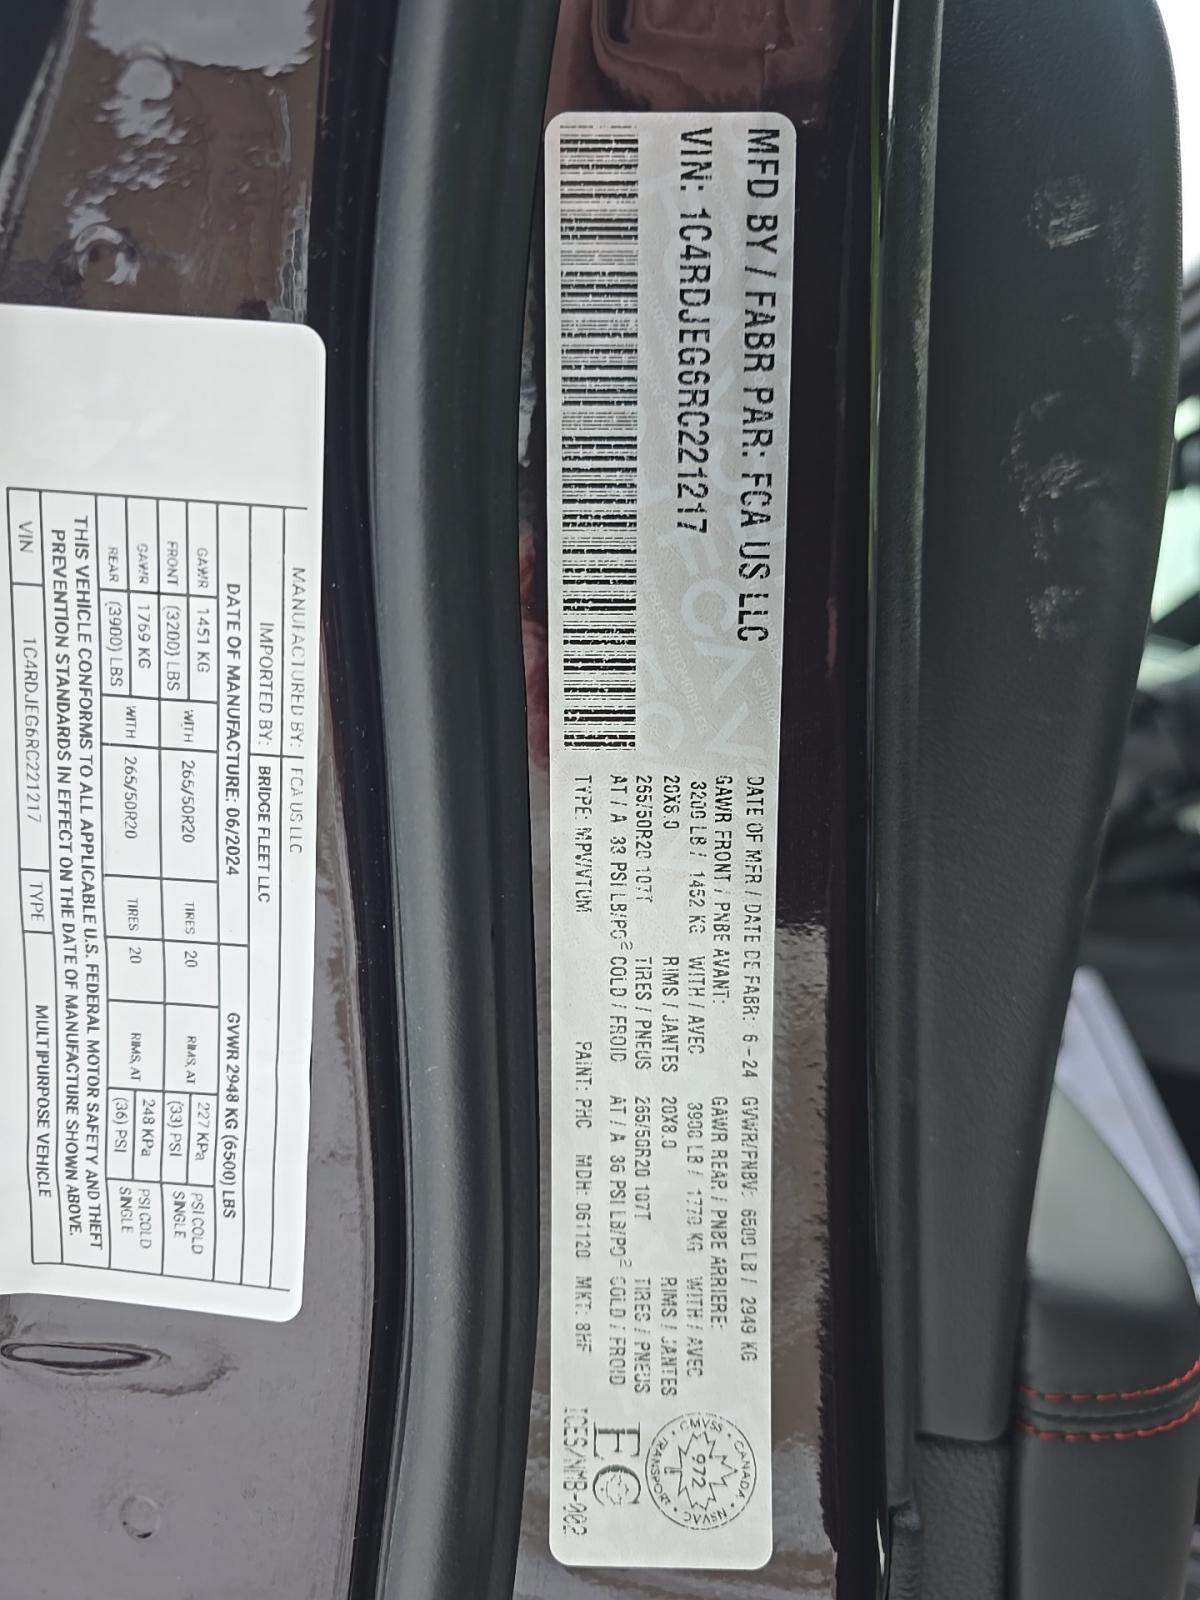 MFD BY / FABR PAR: FCA US LLC
VIN: 1C4RDJEG6RC221217
DATE OF MFR / DATE DE FABR: 6 - 24 GVWR/PNBV: 6500 LB / 2949 KG
GAWR FRONT / PNBE AVANT: GAWR REAR / PNBE ARRIERE:
3200 LB / 1452 KG WITH / AVEC 3900 LB / 1770 KG WITH / AVEC
20X8.0 RIMS / JANTES 20X8.0 RIMS / JANTES
265/50R20 107T TIRES / PNEUS 265/50R20 107T TIRES / PNEUS
AT / A 33 PSI LB/PO² COLD / FROID AT / A 36 PSI LB/PO² COLD / FROID
TYPE: MPV/VTUM PAINT: PHC MDH: 061120 MKT: 8HF
CANADA
CMVSS NSVAC
972
TRANSPORT
EC
ICES/NMB-002
MANUFACTURED BY: FCA US LLC
IMPORTED BY: BRIDGE FLEET LLC
DATE OF MANUFACTURE: 06/2024 GVWR 2948 KG (6500) LBS
GAWR FRONT 1451 KG (3200) LBS WITH 265/50R20 TIRES 20 RIMS, AT 227 KPa (33) PSI PSI COLD SINGLE
GAWR REAR 1769 KG (3900) LBS WITH 265/50R20 TIRES 20 RIMS, AT 248 KPa (36) PSI PSI COLD SINGLE
THIS VEHICLE CONFORMS TO ALL APPLICABLE U.S. FEDERAL MOTOR SAFETY AND THEFT
PREVENTION STANDARDS IN EFFECT ON THE DATE OF MANUFACTURE SHOWN ABOVE.
VIN 1C4RDJEG6RC221217 TYPE MULTIPURPOSE VEHICLE